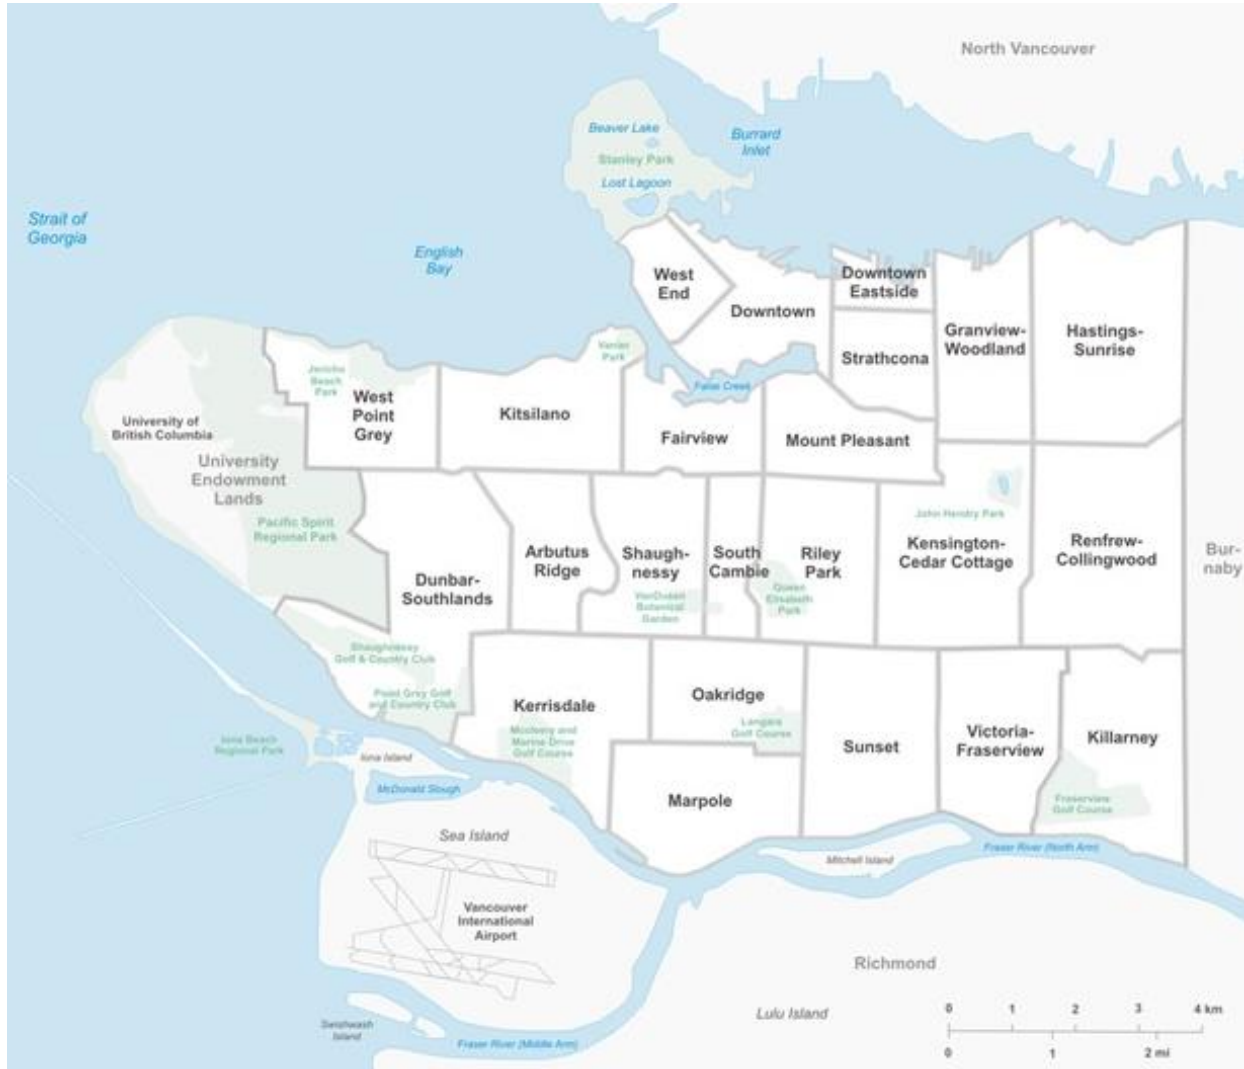 North Vancouver
Beaver Lake
Stanley Park
Lost Lagoon
Burrard
Inlet
Strait of
Georgia
English
Bay
West
End
Downtown
Downtown
Eastside
Strathcona
Granview-
Woodland
Hastings-
Sunrise
Vanier
Park
Jericho
Beach
Park
West
Point
Grey
Kitsilano
False Creek
Fairview
Mount Pleasant
University of
British Columbia
University
Endowment
Lands
Pacific Spirit
Regional Park
John Hendry Park
Dunbar-
Southlands
Arbutus
Ridge
Shaugh-
nessy
VanDusen
Botanical
Garden
South
Cambie
Riley
Park
Queen
Elisabeth
Park
Kensington-
Cedar Cottage
Renfrew-
Collingwood
Bur-
naby
Shaughnessy
Golf & Country Club
Point Grey Golf
and Country Club
Kerrisdale
Mccleery and
Marine Drive
Golf Course
Oakridge
Langara
Golf Course
Sunset
Victoria-
Fraserview
Killarney
Fraserview
Golf Course
Marpole
Iona Beach
Regional Park
Iona Island
McDonald Slough
Sea Island
Mitchell Island
Fraser River (North Arm)
Vancouver
International
Airport
Richmond
Lulu Island
Swishwash
Island
Fraser River (Middle Arm)
0 1 2 3 4 km
0 1 2 mi